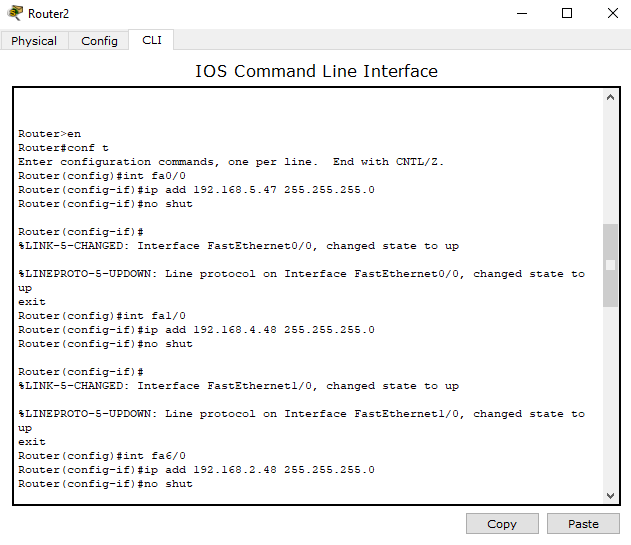 Router2
Physical Config CLI
IOS Command Line Interface
Router>en
Router#conf t
Enter configuration commands, one per line.  End with CNTL/Z.
Router(config)#int fa0/0
Router(config-if)#ip add 192.168.5.47 255.255.255.0
Router(config-if)#no shut
Router(config-if)#
%LINK-5-CHANGED: Interface FastEthernet0/0, changed state to up
%LINEPROTO-5-UPDOWN: Line protocol on Interface FastEthernet0/0, changed state to
up
exit
Router(config)#int fa1/0
Router(config-if)#ip add 192.168.4.48 255.255.255.0
Router(config-if)#no shut
Router(config-if)#
%LINK-5-CHANGED: Interface FastEthernet1/0, changed state to up
%LINEPROTO-5-UPDOWN: Line protocol on Interface FastEthernet1/0, changed state to
up
exit
Router(config)#int fa6/0
Router(config-if)#ip add 192.168.2.48 255.255.255.0
Router(config-if)#no shut
Copy Paste